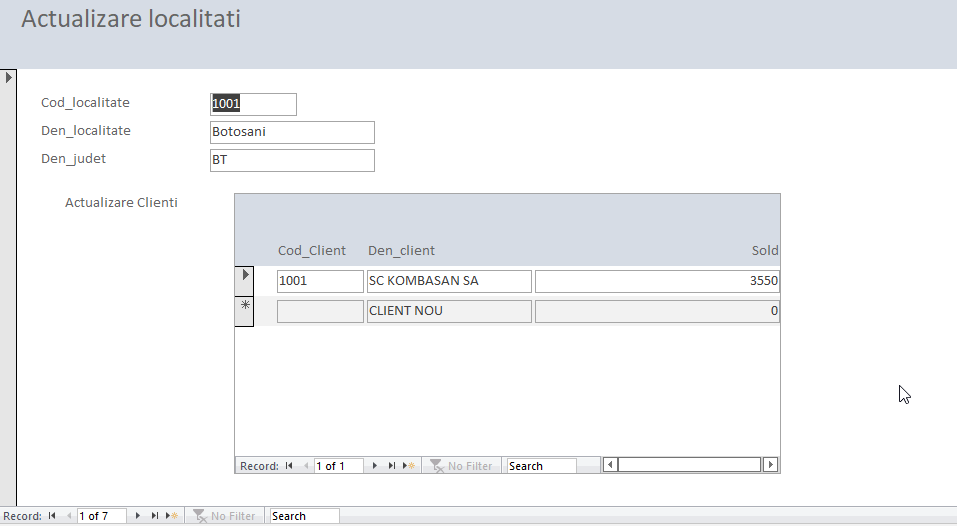 Actualizare localitati
Cod_localitate 1001
Den_localitate Botosani
Den_judet BT
Actualizare Clienti
Cod_Client Den_client Sold
1001 SC KOMBASAN SA 3550
CLIENT NOU 0
Record: 1 of 1 No Filter Search
Record: 1 of 7 No Filter Search